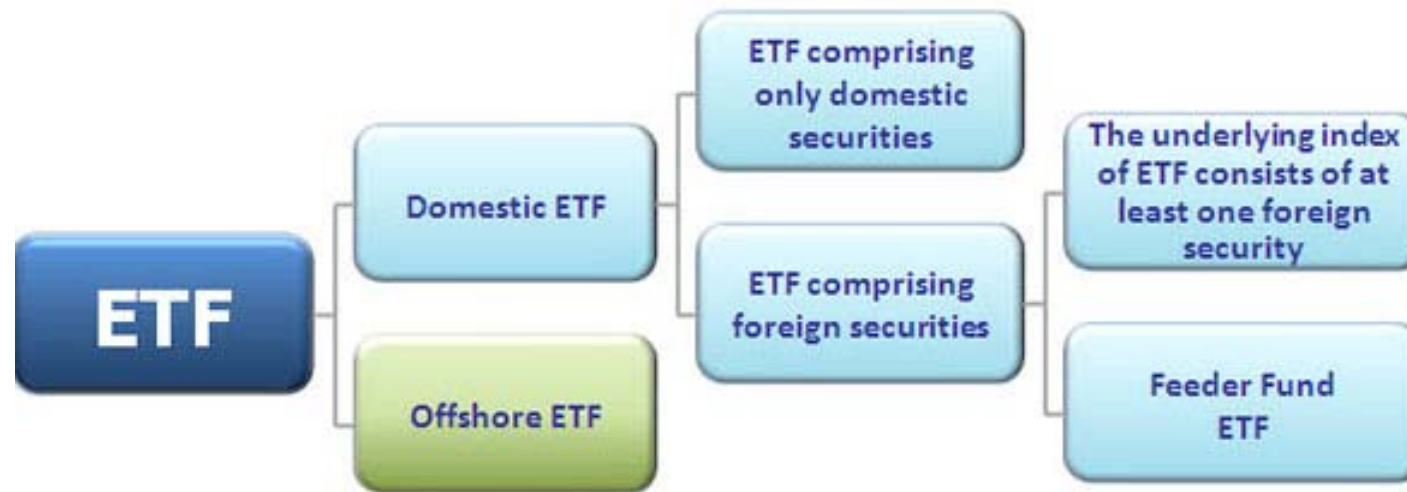 ETF
Domestic ETF
Offshore ETF
ETF comprising
only domestic
securities
ETF comprising
foreign securities
The underlying index
of ETF consists of at
least one foreign
security
Feeder Fund
ETF